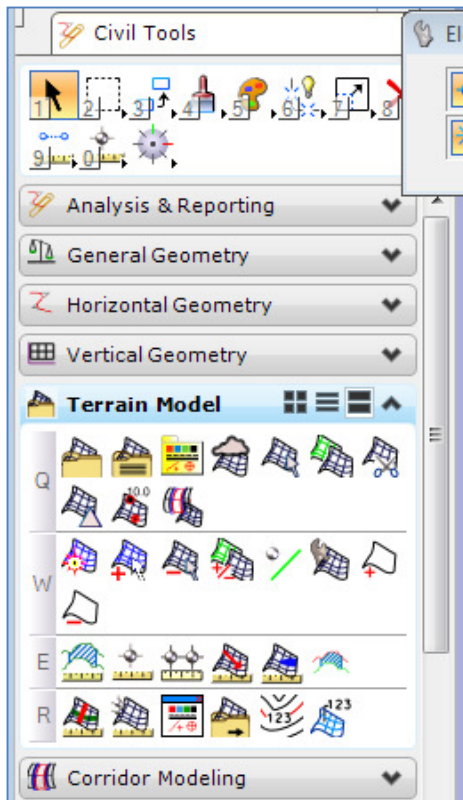 Civil Tools
El
1 2 3 4 5 6 7 8
9 0
Analysis & Reporting
General Geometry
Horizontal Geometry
Vertical Geometry
Terrain Model
Q
10.0
W
E
R
123
123
Corridor Modeling